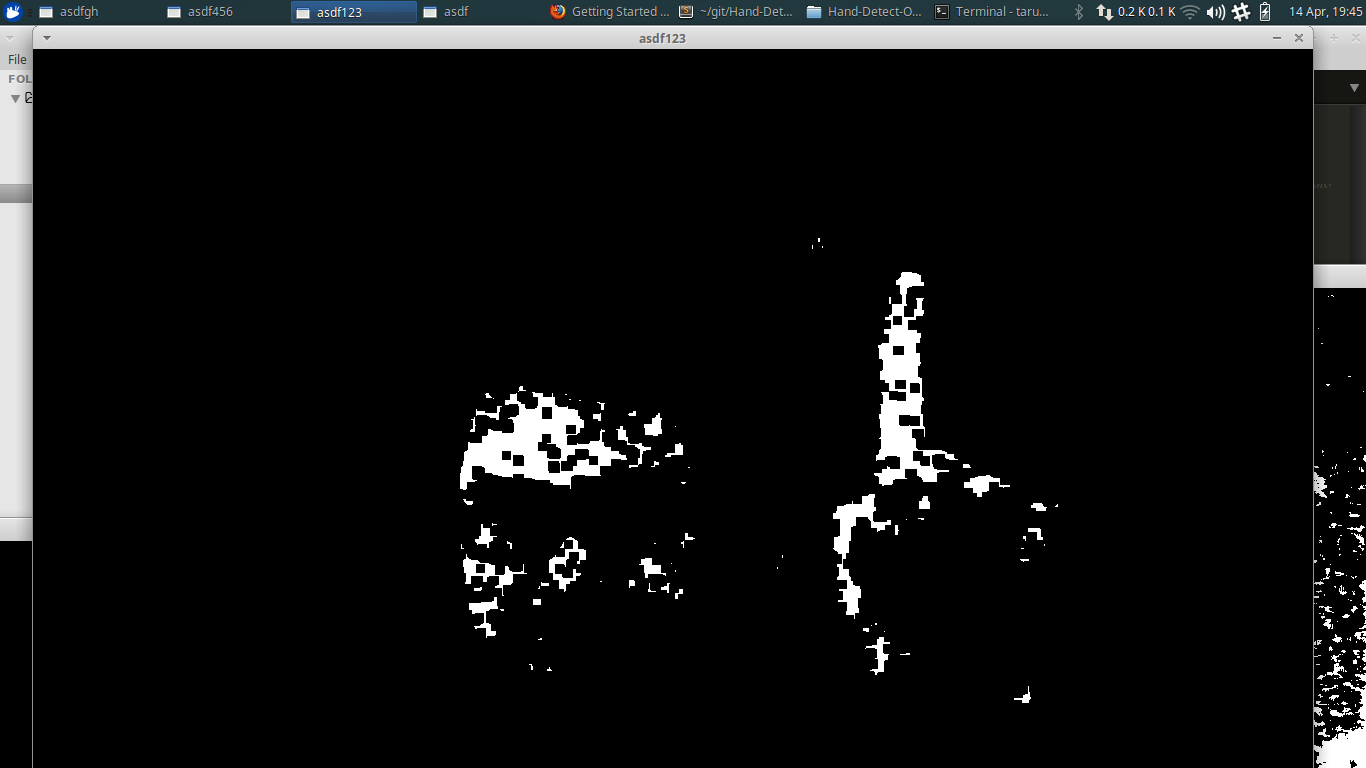 asdfgh asdf456 asdf123 asdf Getting Started ... ~/git/Hand-Det... Hand-Detect-O... Terminal - taru... 0.2 K 0.1 K 14 Apr, 19:45
asdf123
File
FOL